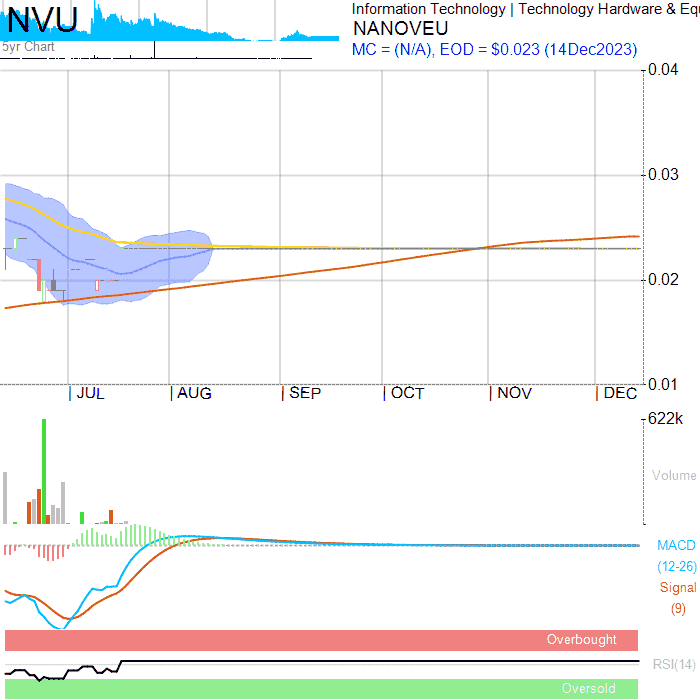 NVU
5yr Chart
Information Technology | Technology Hardware & Equ
NANOVEU
MC = (N/A), EOD = $0.023 (14Dec2023)
0.04
0.03
0.02
0.01
JUL AUG SEP OCT NOV DEC
622k
Volume
MACD
(12-26)
Signal
(9)
Overbought
RSI(14)
Oversold